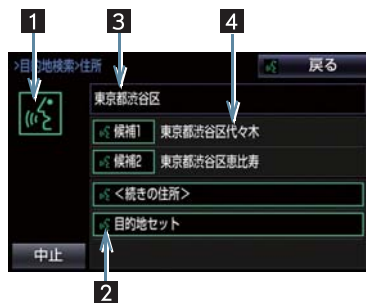 1 3 4
>目的地検索>住所 戻る
東京都渋谷区
候補1 東京都渋谷区代々木
候補2 東京都渋谷区恵比寿
<続きの住所>
目的地セット
中止
2